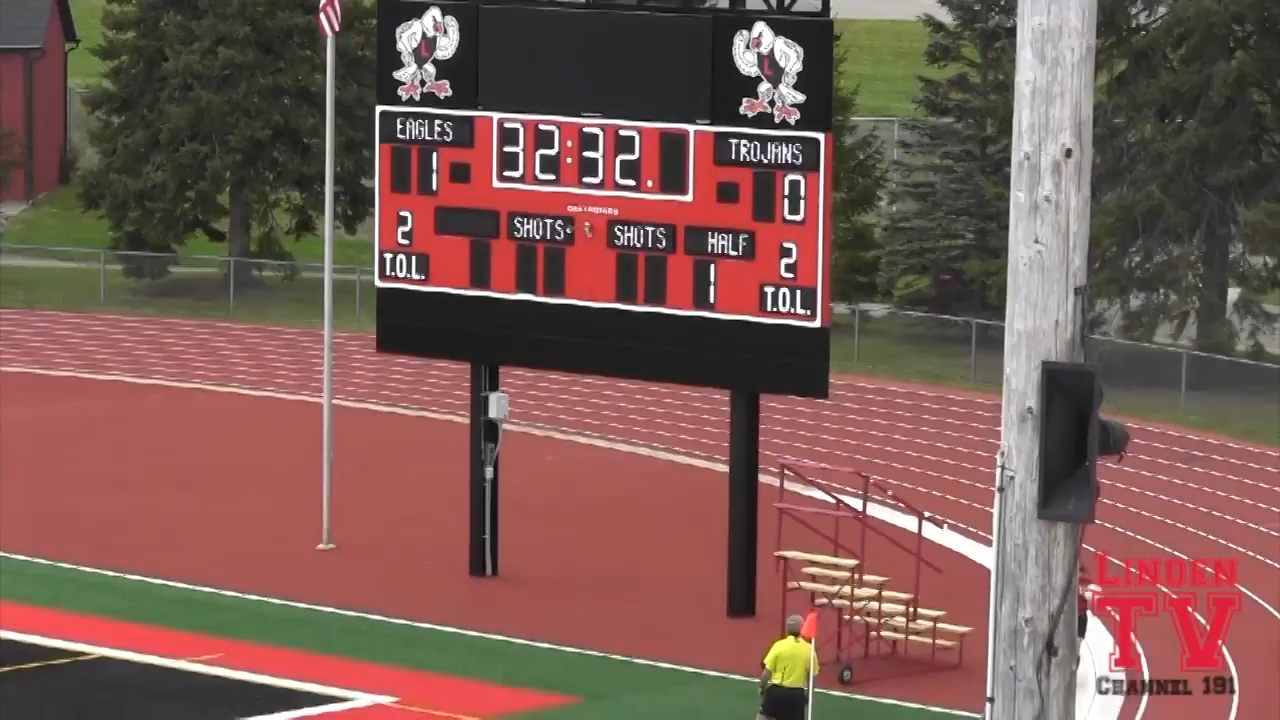 L
L
EAGLES
32:32.
TROJANS
1
0
2
SHOTS
SHOTS
HALF
2
T.O.L.
1
T.O.L.
LINDEN
TV
CHANNEL 191